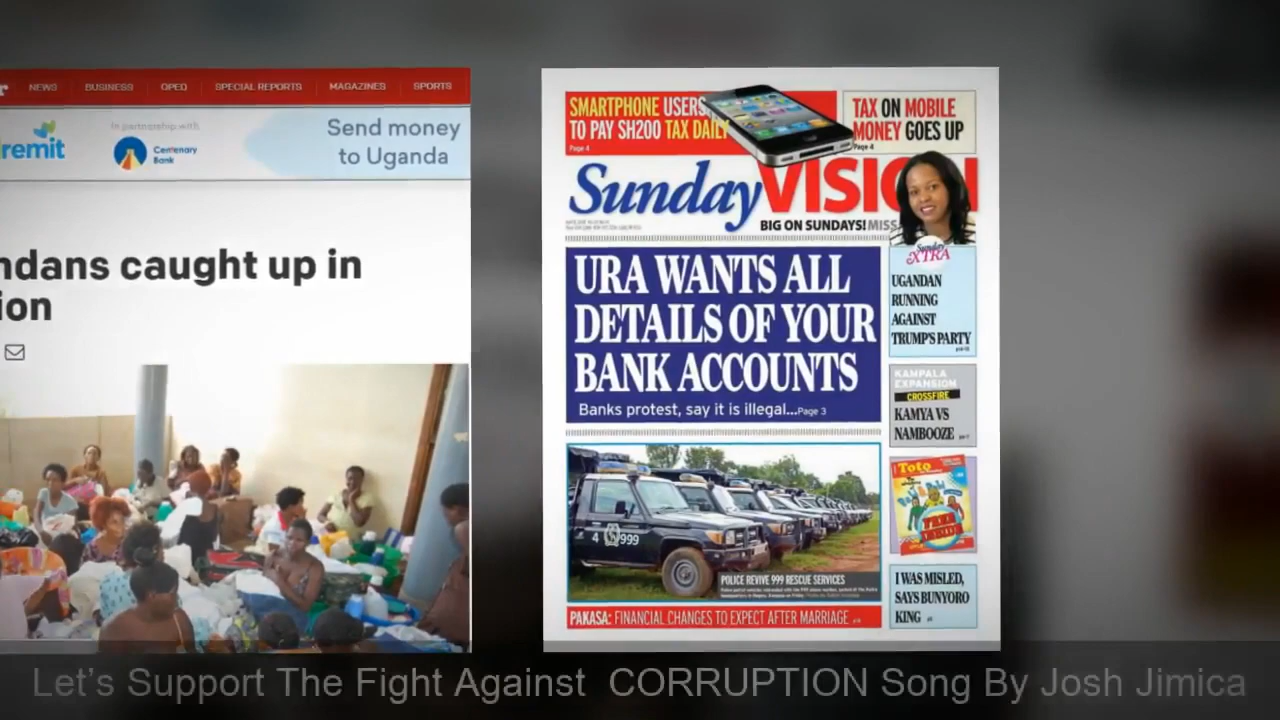 NEWS
BUSINESS
OPED
SPECIAL REPORTS
MAGAZINES
SPORTS
remit
In partnership with
Centenary
Bank
Send money
to Uganda
ndans caught up in
ion
SMARTPHONE USERS
TO PAY SH200 TAX DAILY
Page 4
TAX ON MOBILE
MONEY GOES UP
Page 4
Sunday VISI
BIG ON SUNDAYS! MISS
URA WANTS ALL
DETAILS OF YOUR
BANK ACCOUNTS
Banks protest, say it is illegal...Page 3
Sunday
XTRA
UGANDAN
RUNNING
AGAINST
TRUMP'S PARTY
KAMPALA
EXPANSION
CROSSFIRE
KAMYA VS
NAMBOOZE
Toto
4 999
POLICE REVIVE 999 RESCUE SERVICES
I WAS MISLED,
SAYS BUNYORO
KING
PAKASA: FINANCIAL CHANGES TO EXPECT AFTER MARRIAGE
Let's Support The Fight Against CORRUPTION Song By Josh Jimica